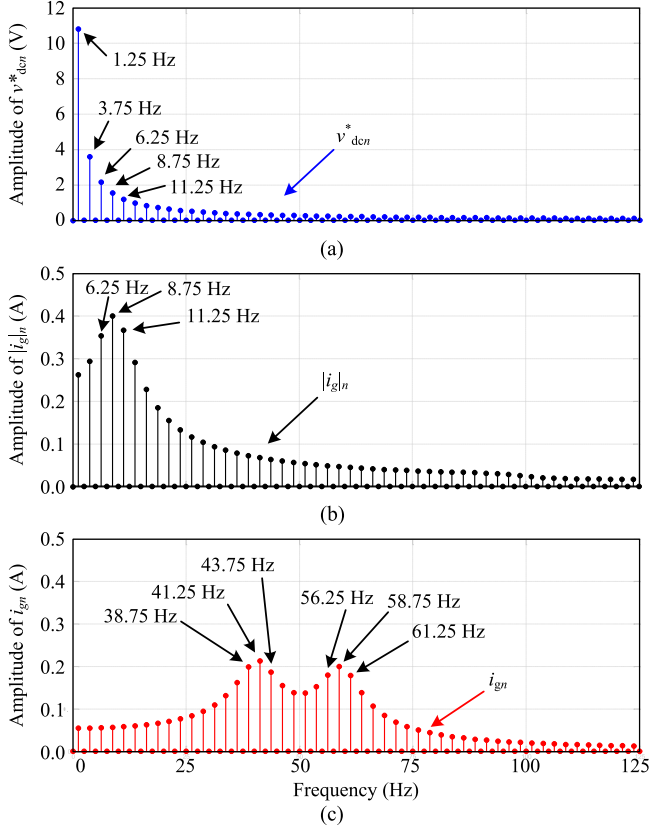 Amplitude of v*dcn (V)
12
10
8
6
4
2
0
1.25 Hz
3.75 Hz
6.25 Hz
8.75 Hz
11.25 Hz
v*dcn
(a)
Amplitude of |ig|n (A)
0.5
0.4
0.3
0.2
0.1
0.0
6.25 Hz
8.75 Hz
11.25 Hz
|ig|n
(b)
Amplitude of ign (A)
0.5
0.4
0.3
0.2
0.1
0.0
43.75 Hz
41.25 Hz
38.75 Hz
56.25 Hz
58.75 Hz
61.25 Hz
ign
0 25 50 75 100 125
Frequency (Hz)
(c)